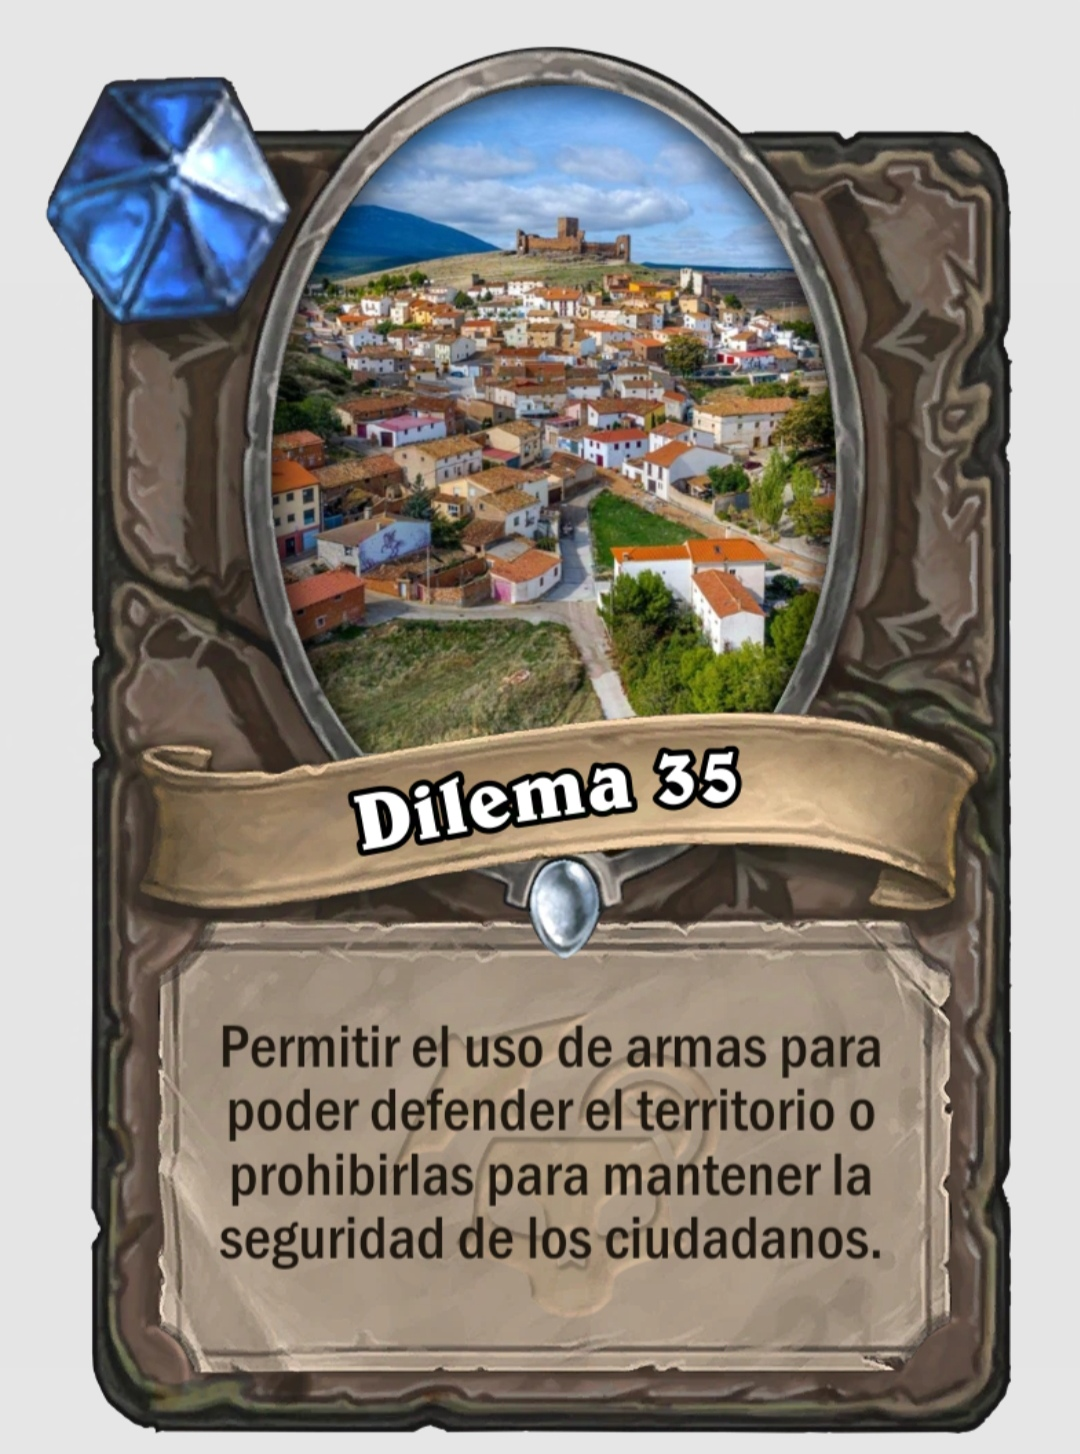 Dilema 35
Permitir el uso de armas para
poder defender el territorio o
prohibirlas para mantener la
seguridad de los ciudadanos.